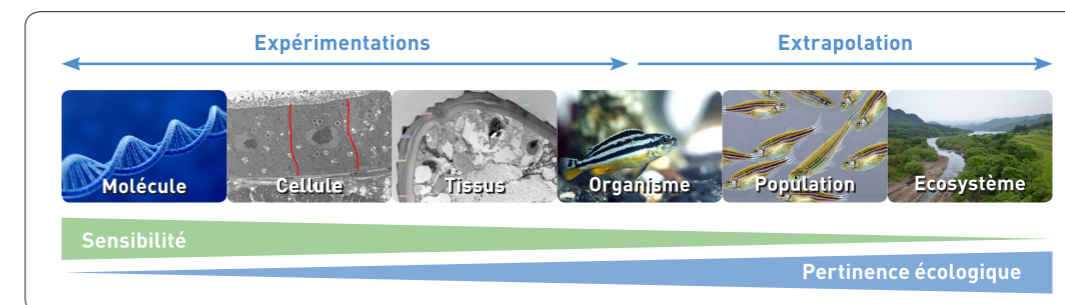 Expérimentations Extrapolation
Molécule Cellule Tissus Organisme Population Ecosystème
Sensibilité
Pertinence écologique